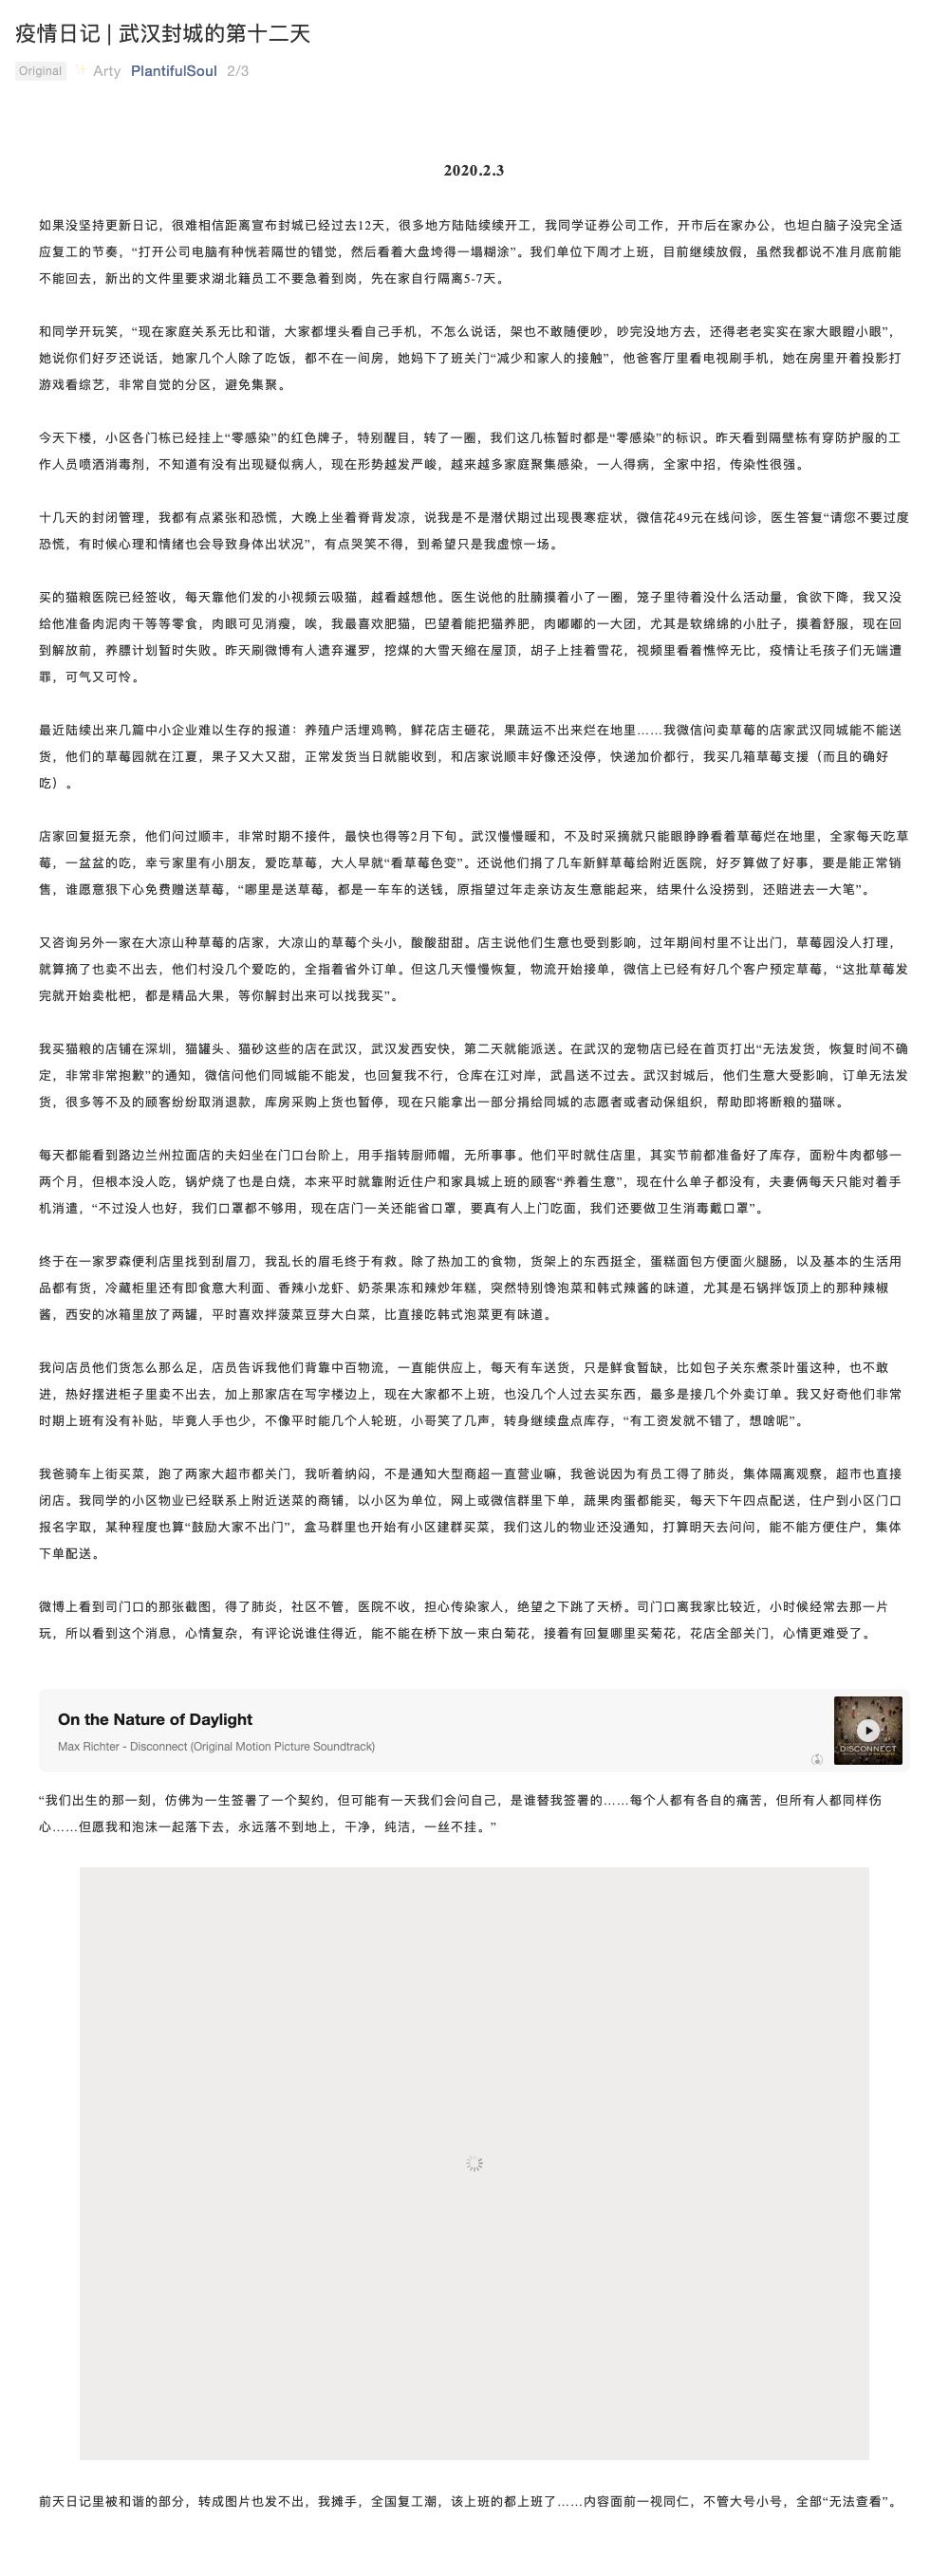 疫情日记 | 武汉封城的第十二天
Original Arty PlantifulSoul 2/3
2020.2.3
如果没坚持更新日记，很难相信距离宣布封城已经过去12天，很多地方陆陆续续开工，我同学证券公司工作，开市后在家办公，也坦白脑子没完全适
应复工的节奏，“打开公司电脑有种恍若隔世的错觉，然后看着大盘垮得一塌糊涂”。我们单位下周才上班，目前继续放假，虽然我都说不准月底前能
不能回去，新出的文件里要求湖北籍员工不要急着到岗，先在家自行隔离5-7天。
和同学开玩笑，“现在家庭关系无比和谐，大家都埋头看自己手机，不怎么说话，架也不敢随便吵，吵完没地方去，还得老老实实在家大眼瞪小眼”，
她说你们好歹还说话，她家几个人除了吃饭，都不在一间房，她妈下了班关门“减少和家人的接触”，他爸客厅里看电视刷手机，她在房里开着投影打
游戏看综艺，非常自觉的分区，避免集聚。
今天下楼，小区各门栋已经挂上“零感染”的红色牌子，特别醒目，转了一圈，我们这几栋暂时都是“零感染”的标识。昨天看到隔壁栋有穿防护服的工
作人员喷洒消毒剂，不知道有没有出现疑似病人，现在形势越发严峻，越来越多家庭聚集感染，一人得病，全家中招，传染性很强。
十几天的封闭管理，我都有点紧张和恐慌，大晚上坐着脊背发凉，说我是不是潜伏期过出现畏寒症状，微信花49元在线问诊，医生答复“请您不要过度
恐慌，有时候心理和情绪也会导致身体出状况”，有点哭笑不得，到希望只是我虚惊一场。
买的猫粮医院已经签收，每天靠他们发的小视频云吸猫，越看越想他。医生说他的肚腩摸着小了一圈，笼子里待着没什么活动量，食欲下降，我又没
给他准备肉泥肉干等等零食，肉眼可见消瘦，唉，我最喜欢肥猫，巴望着能把猫养肥，肉嘟嘟的一大团，尤其是软绵绵的小肚子，摸着舒服，现在回
到解放前，养膘计划暂时失败。昨天刷微博有人遗弃暹罗，挖煤的大雪天缩在屋顶，胡子上挂着雪花，视频里看着憔悴无比，疫情让毛孩子们无端遭
罪，可气又可怜。
最近陆续出来几篇中小企业难以生存的报道：养殖户活埋鸡鸭，鲜花店主砸花，果蔬运不出来烂在地里……我微信问卖草莓的店家武汉同城能不能送
货，他们的草莓园就在江夏，果子又大又甜，正常发货当日就能收到，和店家说顺丰好像还没停，快递加价都行，我买几箱草莓支援（而且的确好
吃）。
店家回复挺无奈，他们问过顺丰，非常时期不接件，最快也得等2月下旬。武汉慢慢暖和，不及时采摘就只能眼睁睁看着草莓烂在地里，全家每天吃草
莓，一盆盆的吃，幸亏家里有小朋友，爱吃草莓，大人早就“看草莓色变”。还说他们捐了几车新鲜草莓给附近医院，好歹算做了好事，要是能正常销
售，谁愿意狠下心免费赠送草莓，“哪里是送草莓，都是一车车的送钱，原指望过年走亲访友生意能起来，结果什么没捞到，还赔进去一大笔”。
又咨询另外一家在大凉山种草莓的店家，大凉山的草莓个头小，酸酸甜甜。店主说他们生意也受到影响，过年期间村里不让出门，草莓园没人打理，
就算摘了也卖不出去，他们村没几个爱吃的，全指着省外订单。但这几天慢慢恢复，物流开始接单，微信上已经有好几个客户预定草莓，“这批草莓发
完就开始卖枇杷，都是精品大果，等你解封出来可以找我买”。
我买猫粮的店铺在深圳，猫罐头、猫砂这些的店在武汉，武汉发西安快，第二天就能派送。在武汉的宠物店已经在首页打出“无法发货，恢复时间不确
定，非常非常抱歉”的通知，微信问他们同城能不能发，也回复我不行，仓库在江对岸，武昌送不过去。武汉封城后，他们生意大受影响，订单无法发
货，很多等不及的顾客纷纷取消退款，库房采购上货也暂停，现在只能拿出一部分捐给同城的志愿者或者动保组织，帮助即将断粮的猫咪。
每天都能看到路边兰州拉面店的夫妇坐在门口台阶上，用手指转厨师帽，无所事事。他们平时就住店里，其实节前都准备好了库存，面粉牛肉都够一
两个月，但根本没人吃，锅炉烧了也是白烧，本来平时就靠附近住户和家具城上班的顾客“养着生意”，现在什么单子都没有，夫妻俩每天只能对着手
机消遣，“不过没人也好，我们口罩都不够用，现在店门一关还能省口罩，要真有人上门吃面，我们还要做卫生消毒戴口罩”。
终于在一家罗森便利店里找到刮眉刀，我乱长的眉毛终于有救。除了热加工的食物，货架上的东西挺全，蛋糕面包方便面火腿肠，以及基本的生活用
品都有货，冷藏柜里还有即食意大利面、香辣小龙虾、奶茶果冻和辣炒年糕，突然特别馋泡菜和韩式辣酱的味道，尤其是石锅拌饭顶上的那种辣椒
酱，西安的冰箱里放了两罐，平时喜欢拌菠菜豆芽大白菜，比直接吃韩式泡菜更有味道。
我问店员他们货怎么那么足，店员告诉我他们背靠中百物流，一直能供应上，每天有车送货，只是鲜食暂缺，比如包子关东煮茶叶蛋这种，也不敢
进，热好摆进柜子里卖不出去，加上那家店在写字楼边上，现在大家都不上班，也没几个人过去买东西，最多是接几个外卖订单。我又好奇他们非常
时期上班有没有补贴，毕竟人手也少，不像平时能几个人轮班，小哥笑了几声，转身继续盘点库存，“有工资发就不错了，想啥呢”。
我爸骑车上街买菜，跑了两家大超市都关门，我听着纳闷，不是通知大型商超一直营业嘛，我爸说因为有员工得了肺炎，集体隔离观察，超市也直接
闭店。我同学的小区物业已经联系上附近送菜的商铺，以小区为单位，网上或微信群里下单，蔬果肉蛋都能买，每天下午四点配送，住户到小区门口
报名字取，某种程度也算“鼓励大家不出门”，盒马群里也开始有小区建群买菜，我们这儿的物业还没通知，打算明天去问问，能不能方便住户，集体
下单配送。
微博上看到司门口的那张截图，得了肺炎，社区不管，医院不收，担心传染家人，绝望之下跳了天桥。司门口离我家比较近，小时候经常去那一片
玩，所以看到这个消息，心情复杂，有评论说谁住得近，能不能在桥下放一束白菊花，接着有回复哪里买菊花，花店全部关门，心情更难受了。
On the Nature of Daylight
Max Richter - Disconnect (Original Motion Picture Soundtrack)
DISCONNECT
“我们出生的那一刻，仿佛为一生签署了一个契约，但可能有一天我们会问自己，是谁替我签署的……每个人都有各自的痛苦，但所有人都同样伤
心……但愿我和泡沫一起落下去，永远落不到地上，干净，纯洁，一丝不挂。”
前天日记里被和谐的部分，转成图片也发不出，我摊手，全国复工潮，该上班的都上班了……内容面前一视同仁，不管大号小号，全部“无法查看”。